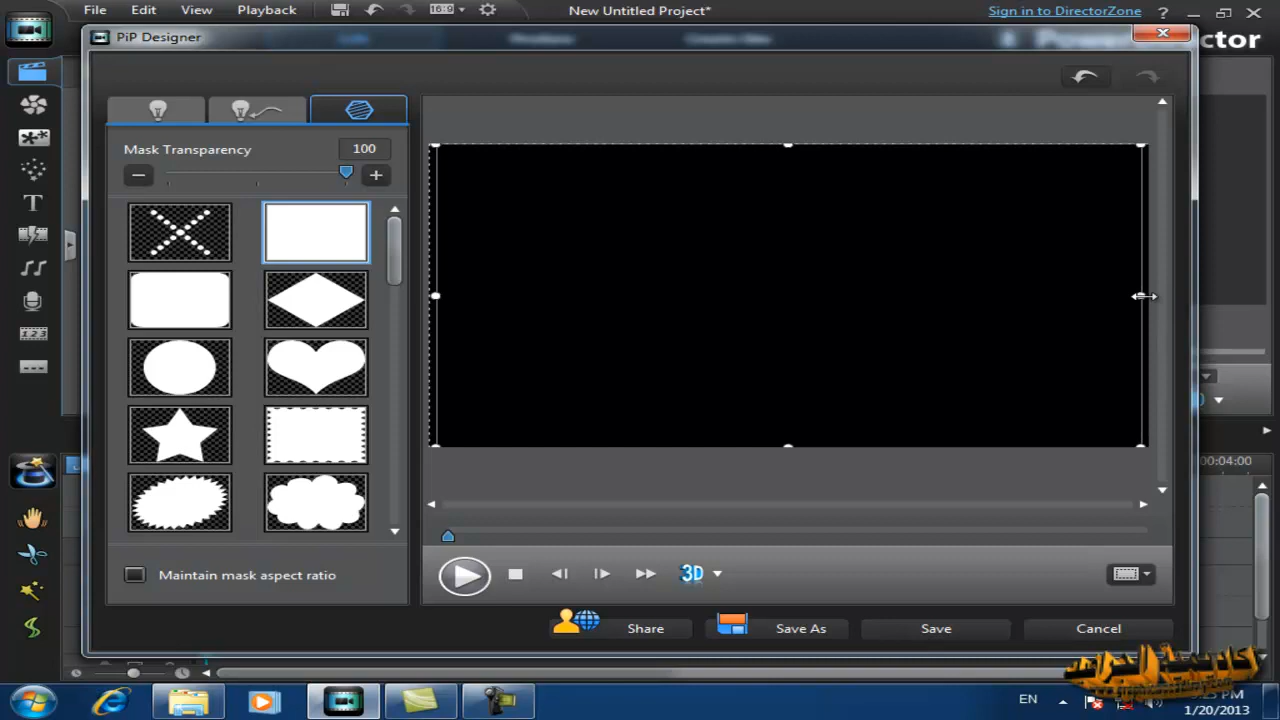 File Edit View Playback 16:9 New Untitled Project* Sign in to DirectorZone ?
PiP Designer
ctor
Mask Transparency 100
T
123
Maintain mask aspect ratio
3D
Share Save As Save Cancel
00:04:00
EN
1/20/2013